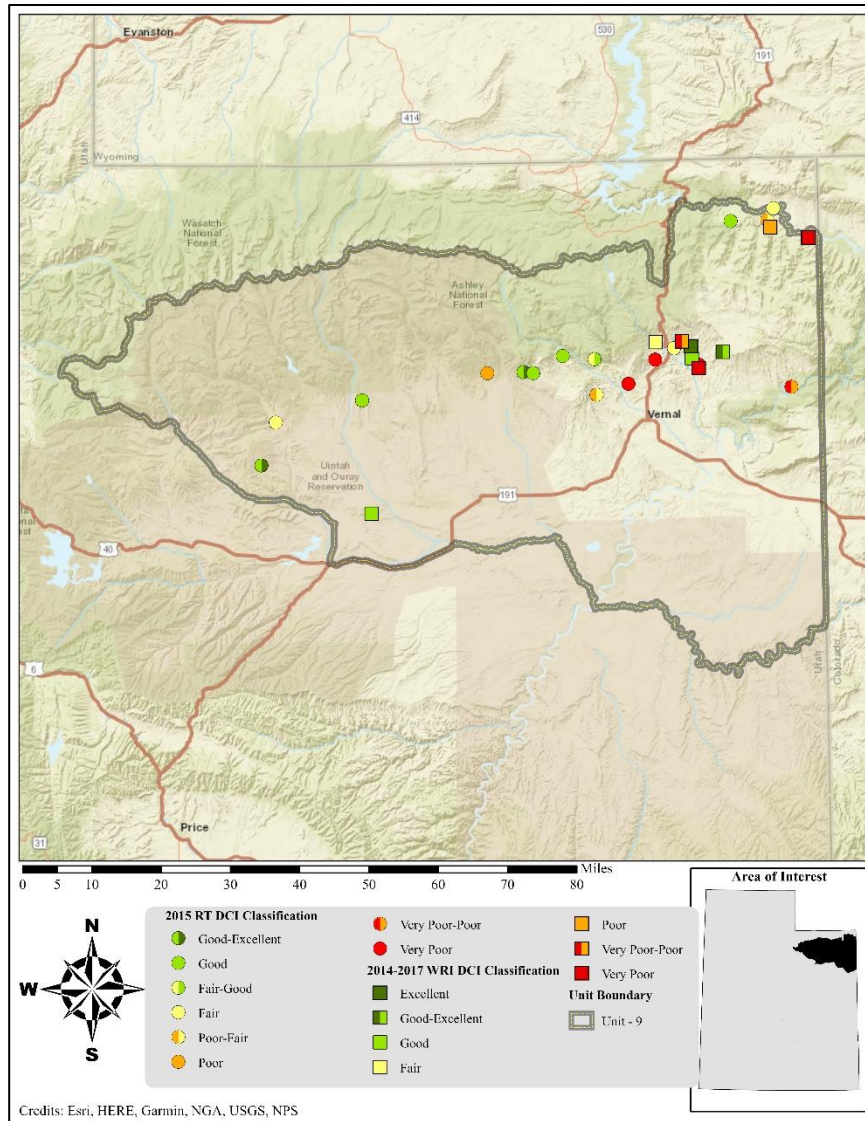 Evanston
530
191
414
Utah
Wyoming
Wasatch
National
Forest
Ashley
National
Forest
Vernal
Uintah
and Ouray
Reservation
191
National
Forest
40
6
Utah
Colorado
Price
31
Miles
0 5 10 20 30 40 50 60 70 80
Area of Interest
N
W E
S
2015 RT DCI Classification
Good-Excellent
Good
Fair-Good
Fair
Poor-Fair
Poor
Very Poor-Poor
Very Poor
2014-2017 WRI DCI Classification
Excellent
Good-Excellent
Good
Fair
Poor
Very Poor-Poor
Very Poor
Unit Boundary
Unit - 9
Credits: Esri, HERE, Garmin, NGA, USGS, NPS